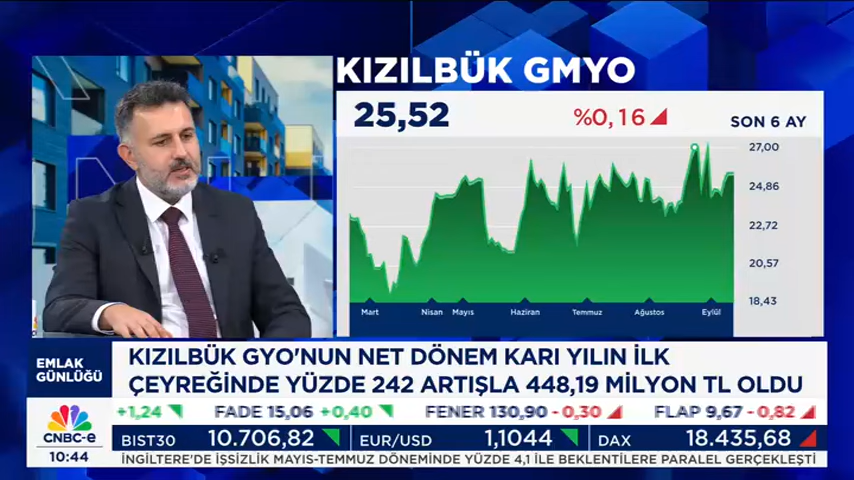 KIZILBÜK GMYO
25,52
%0,16
SON 6 AY
27,00
24,86
22,72
20,57
18,43
Mart
Nisan
Mayıs
Haziran
Temmuz
Ağustos
Eylül
EMLAK
GÜNLÜĞÜ
KIZILBÜK GYO'NUN NET DÖNEM KARI YILIN İLK
ÇEYREĞİNDE YÜZDE 242 ARTIŞLA 448,19 MİLYON TL OLDU
+1,24 FADE 15,06 +0,40 FENER 130,90 -0,30 FLAP 9,67 -0,82
CNBC-e
BIST30 10.706,82 EUR/USD 1,1044 DAX 18.435,68
10:44
İNGİLTERE'DE İŞSİZLİK MAYIS-TEMMUZ DÖNEMİNDE YÜZDE 4,1 İLE BEKLENTİLERE PARALEL GERÇEKLEŞTİ